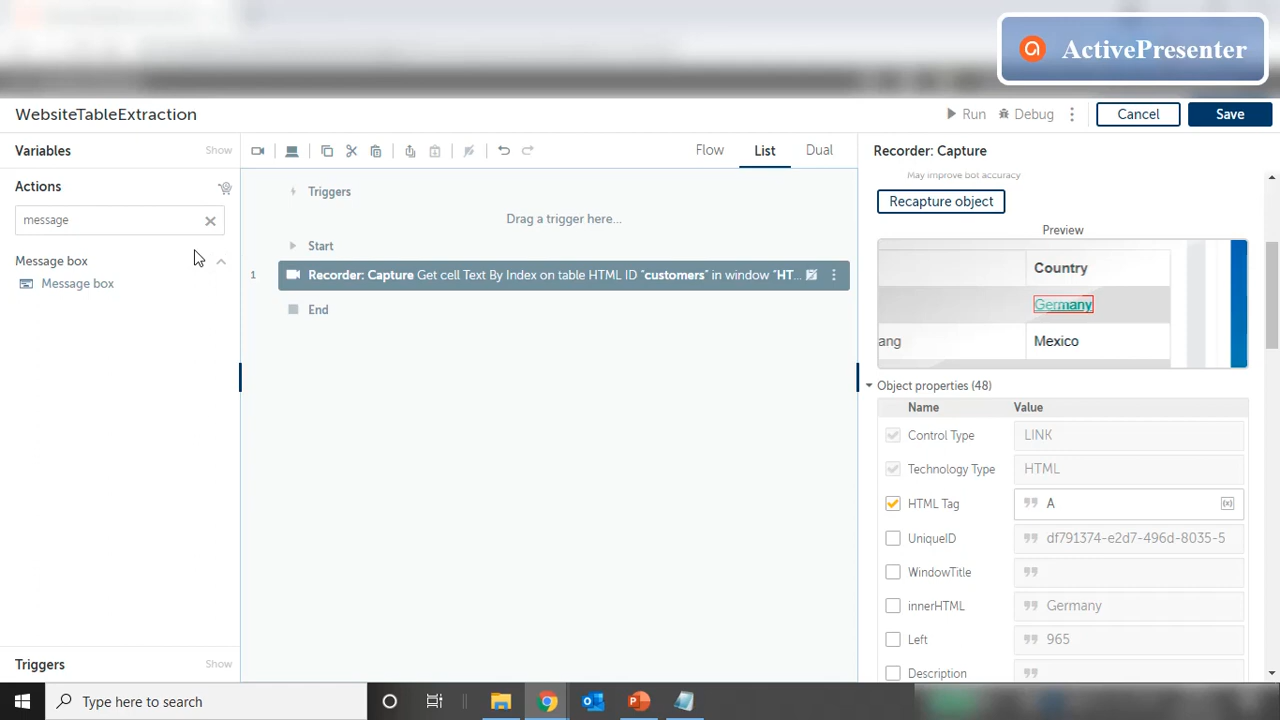 ActivePresenter
WebsiteTableExtraction
Run
Debug
Cancel
Save
Variables
Show
Flow
List
Dual
Recorder: Capture
Actions
message
Message box
Message box
Triggers
Drag a trigger here...
Start
1 Recorder: Capture Get cell Text By Index on table HTML ID "customers" in window "HT...
End
May improve bot accuracy
Recapture object
Preview
Country
Germany
ang Mexico
Object properties (48)
Name Value
Control Type LINK
Technology Type HTML
HTML Tag A
UniqueID df791374-e2d7-496d-8035-5
WindowTitle
innerHTML Germany
Left 965
Description
Triggers Show
Type here to search